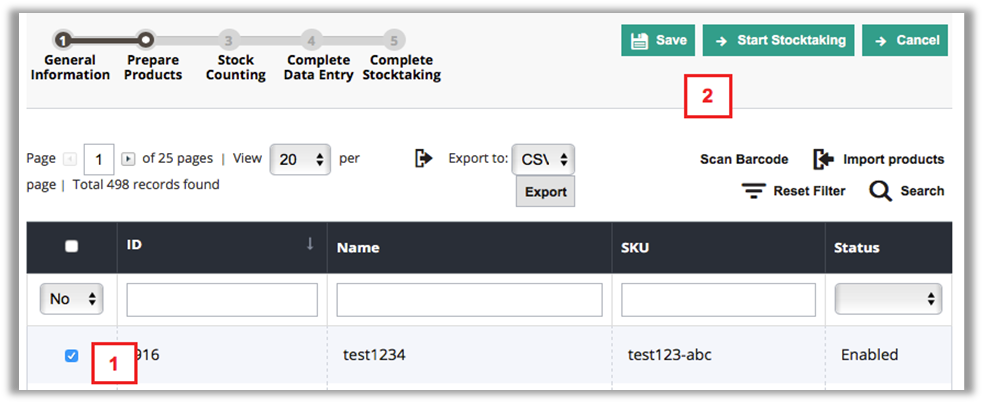 1
3
4
5
General
Information
Prepare
Products
Stock
Counting
Complete
Data Entry
Complete
Stocktaking
Save
Start Stocktaking
Cancel
2
Page 1 of 25 pages | View 20 per
page | Total 498 records found
Export to: CSV
Export
Scan Barcode
Import products
Reset Filter
Search
ID
Name
SKU
Status
No
1
916
test1234
test123-abc
Enabled